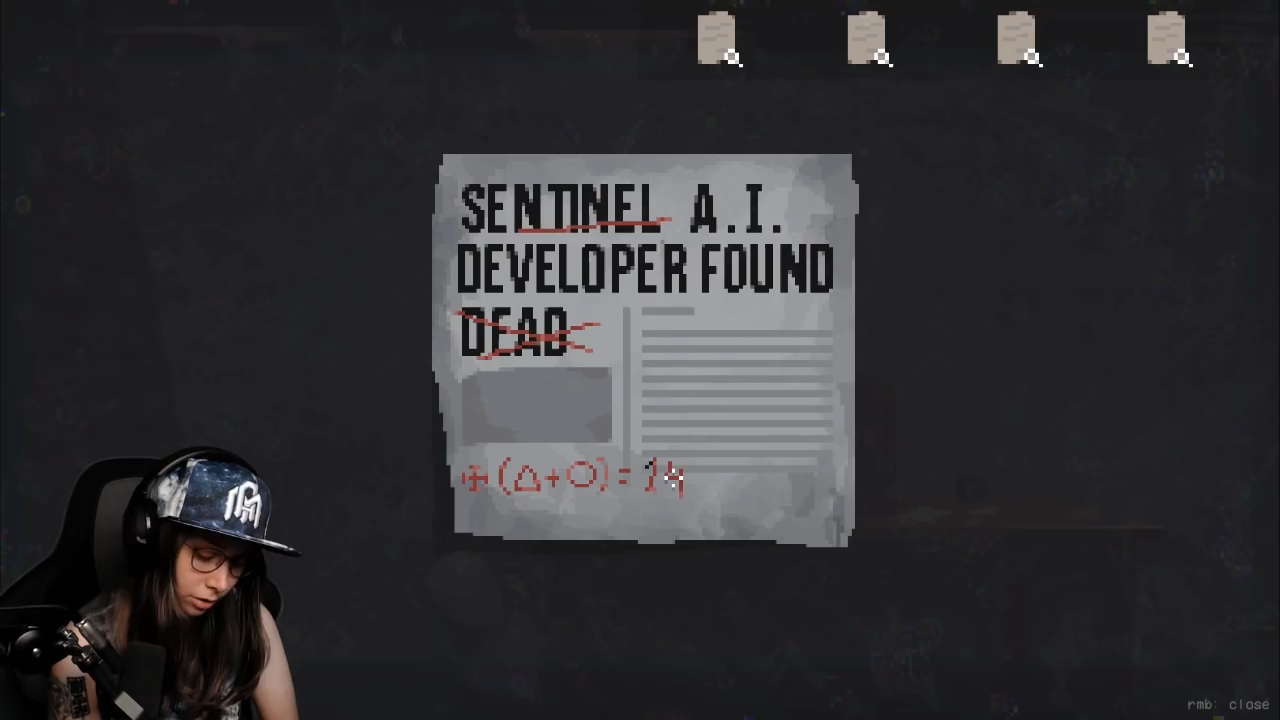 SENTINEL A.I.
DEVELOPER FOUND
DEAD
(△+○)=14
rmb: close